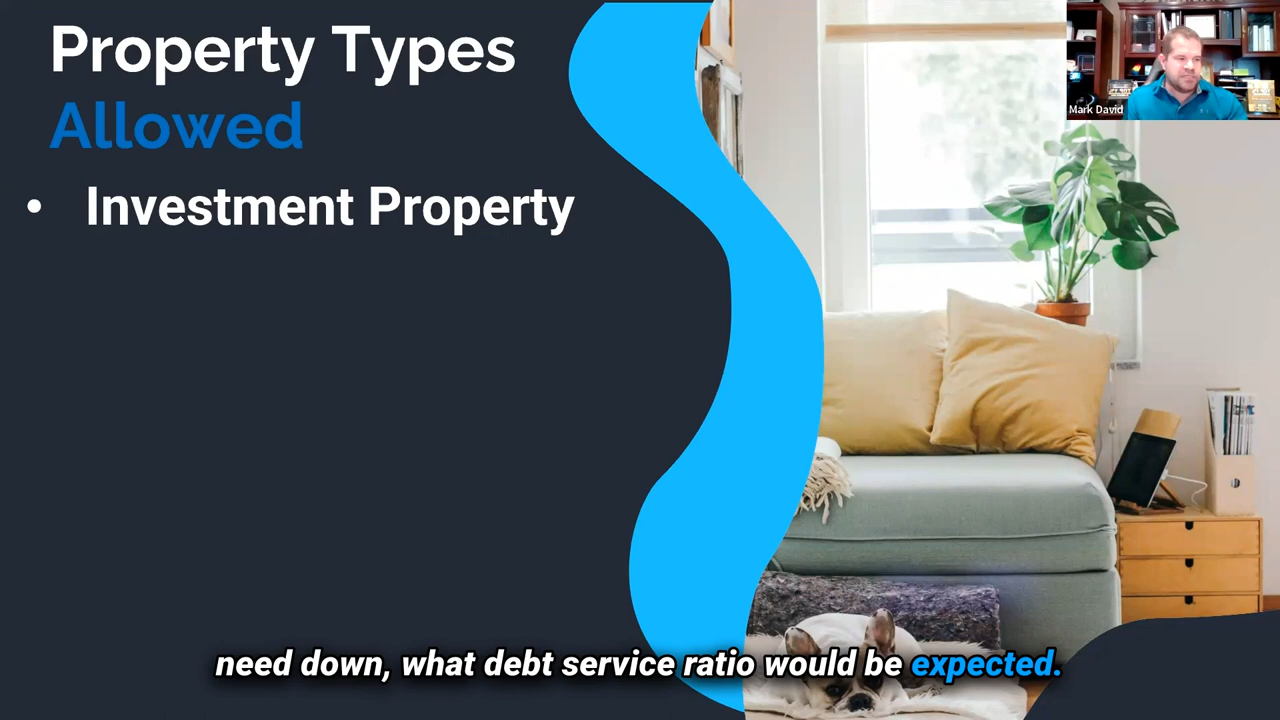 Property Types
Allowed
• Investment Property
Mark David
need down, what debt service ratio would be expected.